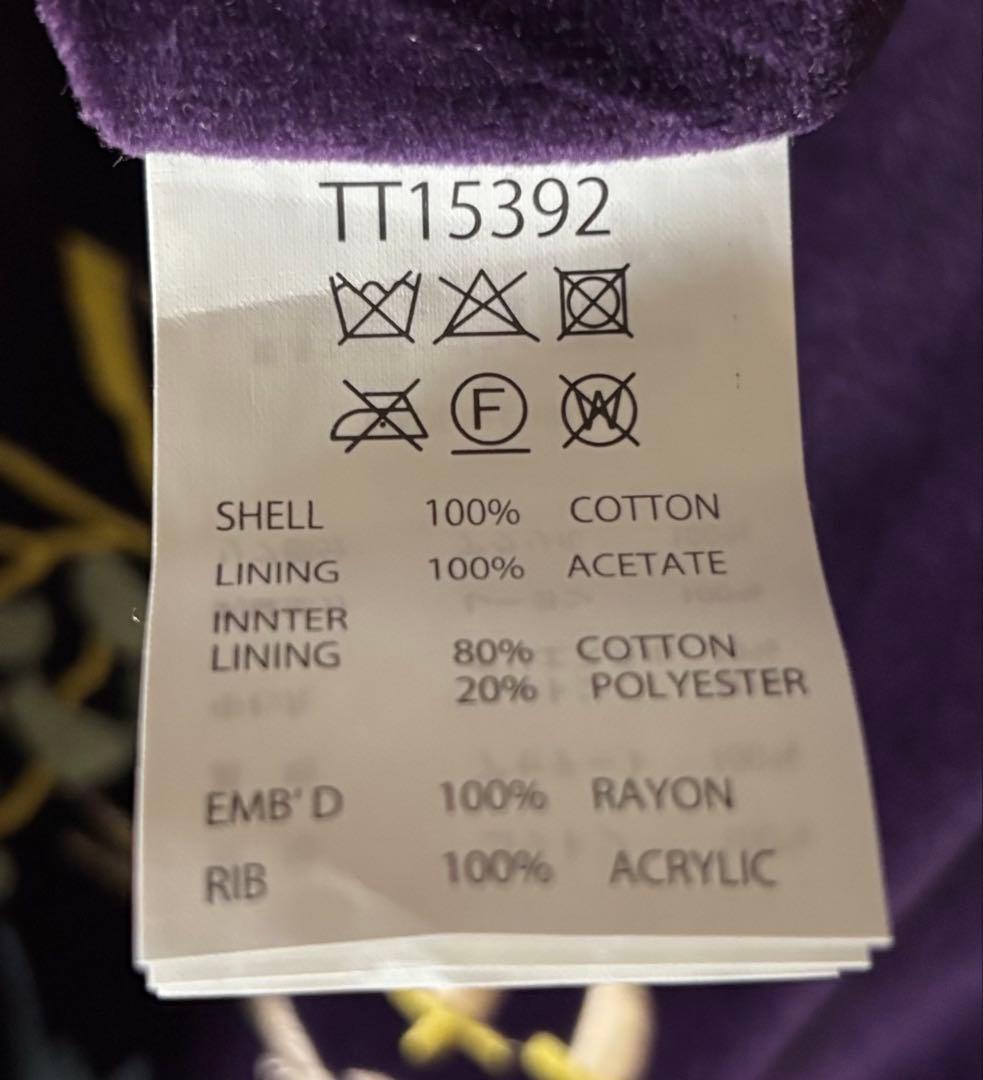 TT15392
F W
SHELL 100% COTTON
LINING 100% ACETATE
INNTER
LINING 80% COTTON
20% POLYESTER
EMB'D 100% RAYON
RIB 100% ACRYLIC